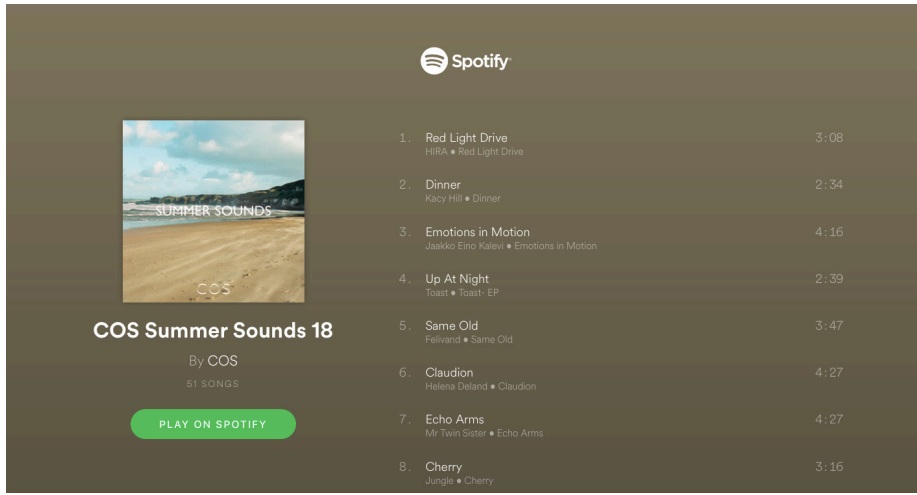 Spotify
SUMMER SOUNDS
COS
COS Summer Sounds 18
By COS
51 SONGS
PLAY ON SPOTIFY
1. Red Light Drive 3:08
HIRA • Red Light Drive
2. Dinner 2:34
Kacy Hill • Dinner
3. Emotions in Motion 4:16
Jaakko Eino Kalevi • Emotions in Motion
4. Up At Night 2:39
Toast • Toast- EP
5. Same Old 3:47
Felivand • Same Old
6. Claudion 4:27
Helena Deland • Claudion
7. Echo Arms 4:27
Mr Twin Sister • Echo Arms
8. Cherry 3:16
Jungle • Cherry